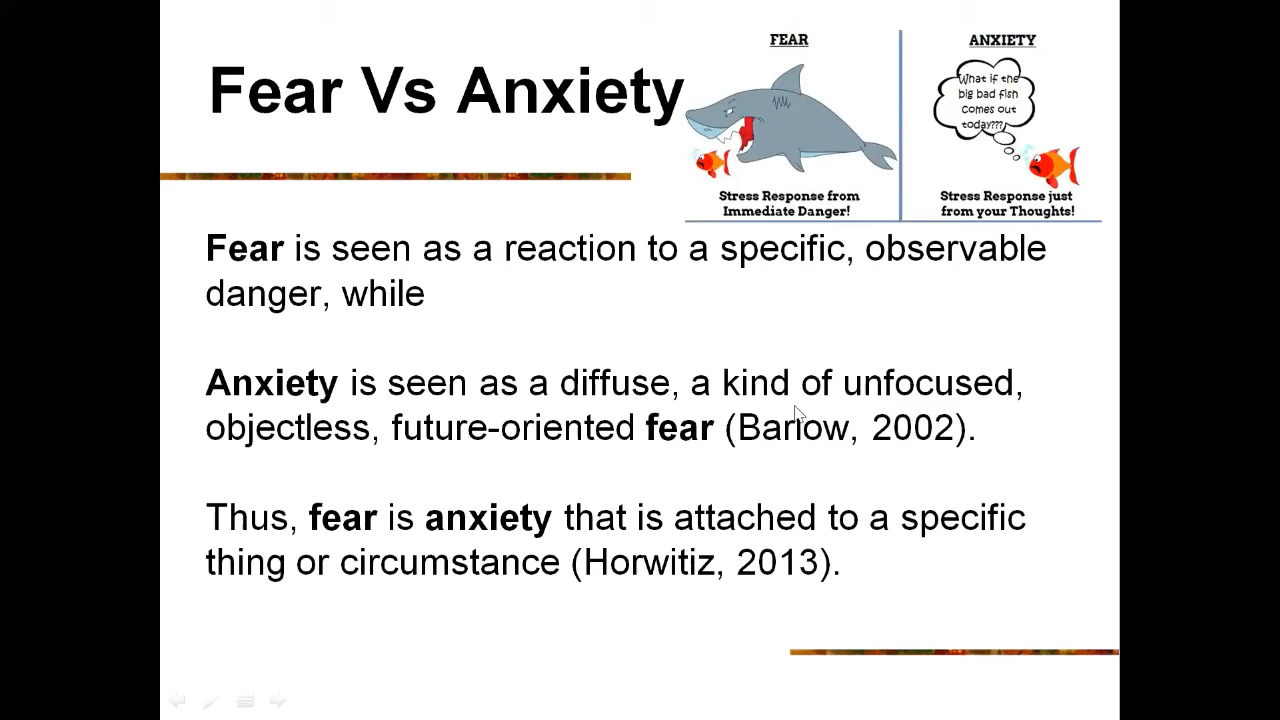 Fear Vs Anxiety
FEAR
Stress Response from
Immediate Danger!
ANXIETY
What if the
big bad fish
comes out
today???
Stress Response just
from your Thoughts!
Fear is seen as a reaction to a specific, observable
danger, while
Anxiety is seen as a diffuse, a kind of unfocused,
objectless, future-oriented fear (Barlow, 2002).
Thus, fear is anxiety that is attached to a specific
thing or circumstance (Horwitiz, 2013).